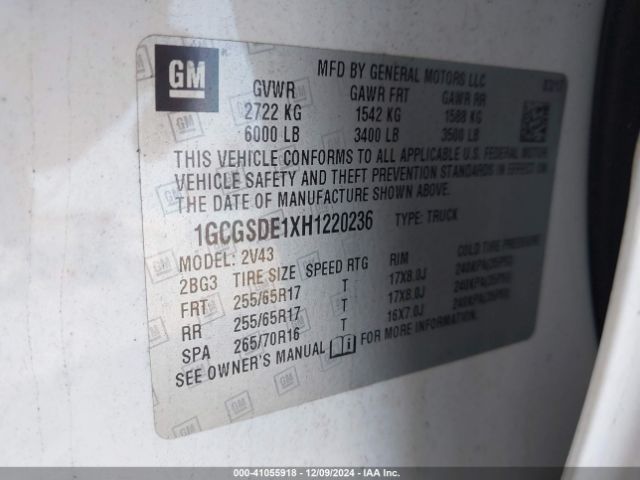 GM
MFD BY GENERAL MOTORS LLC
03/17
GVWR GAWR FRT GAWR RR
2722 KG 1542 KG 1588 KG
6000 LB 3400 LB 3500 LB
THIS VEHICLE CONFORMS TO ALL APPLICABLE U.S. FEDERAL MOTOR
VEHICLE SAFETY AND THEFT PREVENTION STANDARDS IN EFFECT ON
THE DATE OF MANUFACTURE SHOWN ABOVE.
1GCGSDE1XH1220236 TYPE: TRUCK
MODEL: 2V43
2BG3 TIRE SIZE SPEED RTG RIM COLD TIRE PRESSURE
FRT 255/65R17 T 17X8.0J 240KPA(35PSI)
RR 255/65R17 T 17X8.0J 240KPA(35PSI)
SPA 265/70R16 T 16X7.0J 240KPA(35PSI)
SEE OWNER'S MANUAL FOR MORE INFORMATION.
000-41055918 - 12/09/2024 - IAA Inc.